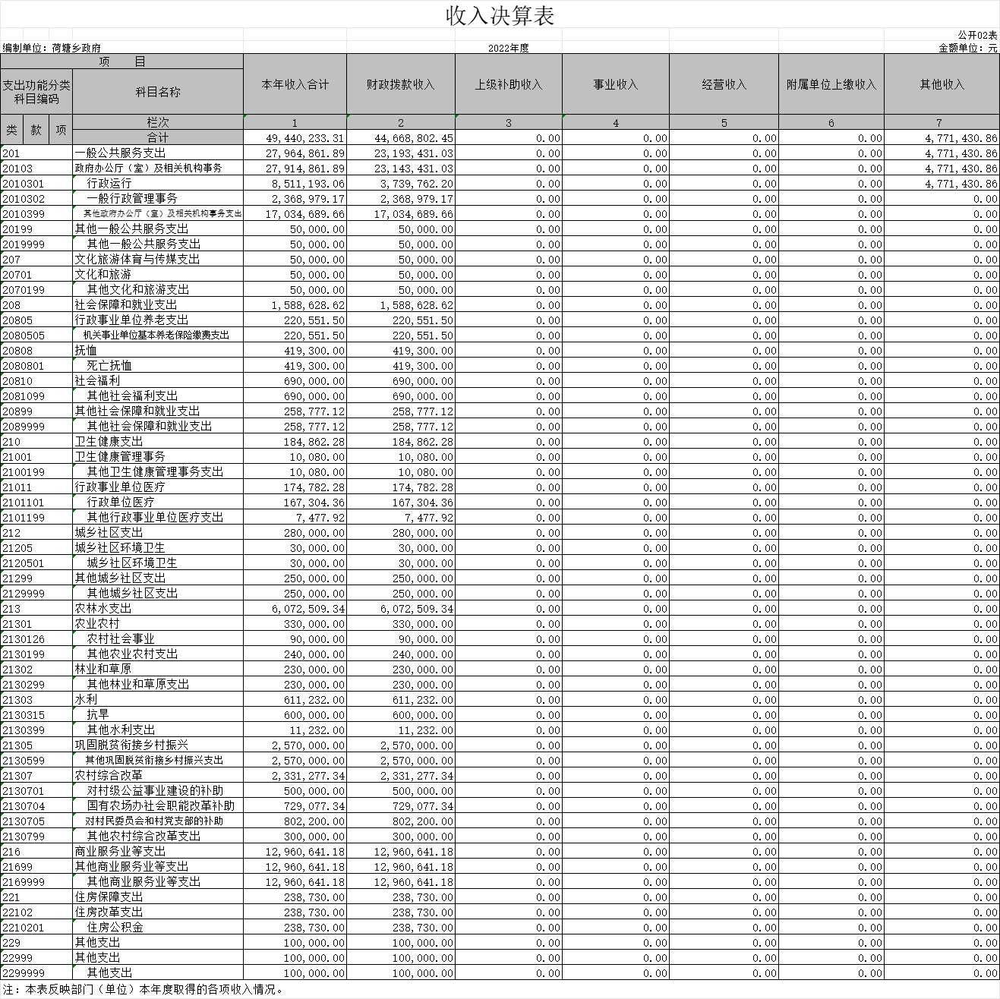 收入决算表
公开02表
编制单位：荷塘乡政府 2022年度 金额单位：元
项 目 本年收入合计 财政拨款收入 上级补助收入 事业收入 经营收入 附属单位上缴收入 其他收入
支出功能分类科目编码 科目名称
类 款 项 栏次 1 2 3 4 5 6 7
合计 49,440,233.31 44,668,802.45 0.00 0.00 0.00 0.00 4,771,430.86
201 一般公共服务支出 27,964,861.89 23,193,431.03 0.00 0.00 0.00 0.00 4,771,430.86
20103 政府办公厅（室）及相关机构事务 27,914,861.89 23,143,431.03 0.00 0.00 0.00 0.00 4,771,430.86
2010301 行政运行 8,511,193.06 3,739,762.20 0.00 0.00 0.00 0.00 4,771,430.86
2010302 一般行政管理事务 2,368,979.17 2,368,979.17 0.00 0.00 0.00 0.00 0.00
2010399 其他政府办公厅（室）及相关机构事务支出 17,034,689.66 17,034,689.66 0.00 0.00 0.00 0.00 0.00
20199 其他一般公共服务支出 50,000.00 50,000.00 0.00 0.00 0.00 0.00 0.00
2019999 其他一般公共服务支出 50,000.00 50,000.00 0.00 0.00 0.00 0.00 0.00
207 文化旅游体育与传媒支出 50,000.00 50,000.00 0.00 0.00 0.00 0.00 0.00
20701 文化和旅游 50,000.00 50,000.00 0.00 0.00 0.00 0.00 0.00
2070199 其他文化和旅游支出 50,000.00 50,000.00 0.00 0.00 0.00 0.00 0.00
208 社会保障和就业支出 1,588,628.62 1,588,628.62 0.00 0.00 0.00 0.00 0.00
20805 行政事业单位养老支出 220,551.50 220,551.50 0.00 0.00 0.00 0.00 0.00
2080505 机关事业单位基本养老保险缴费支出 220,551.50 220,551.50 0.00 0.00 0.00 0.00 0.00
20808 抚恤 419,300.00 419,300.00 0.00 0.00 0.00 0.00 0.00
2080801 死亡抚恤 419,300.00 419,300.00 0.00 0.00 0.00 0.00 0.00
20810 社会福利 690,000.00 690,000.00 0.00 0.00 0.00 0.00 0.00
2081099 其他社会福利支出 690,000.00 690,000.00 0.00 0.00 0.00 0.00 0.00
20899 其他社会保障和就业支出 258,777.12 258,777.12 0.00 0.00 0.00 0.00 0.00
2089999 其他社会保障和就业支出 258,777.12 258,777.12 0.00 0.00 0.00 0.00 0.00
210 卫生健康支出 184,862.28 184,862.28 0.00 0.00 0.00 0.00 0.00
21001 卫生健康管理事务 10,080.00 10,080.00 0.00 0.00 0.00 0.00 0.00
2100199 其他卫生健康管理事务支出 10,080.00 10,080.00 0.00 0.00 0.00 0.00 0.00
21011 行政事业单位医疗 174,782.28 174,782.28 0.00 0.00 0.00 0.00 0.00
2101101 行政单位医疗 167,304.36 167,304.36 0.00 0.00 0.00 0.00 0.00
2101199 其他行政事业单位医疗支出 7,477.92 7,477.92 0.00 0.00 0.00 0.00 0.00
212 城乡社区支出 280,000.00 280,000.00 0.00 0.00 0.00 0.00 0.00
21205 城乡社区环境卫生 30,000.00 30,000.00 0.00 0.00 0.00 0.00 0.00
2120501 城乡社区环境卫生 30,000.00 30,000.00 0.00 0.00 0.00 0.00 0.00
21299 其他城乡社区支出 250,000.00 250,000.00 0.00 0.00 0.00 0.00 0.00
2129999 其他城乡社区支出 250,000.00 250,000.00 0.00 0.00 0.00 0.00 0.00
213 农林水支出 6,072,509.34 6,072,509.34 0.00 0.00 0.00 0.00 0.00
21301 农业农村 330,000.00 330,000.00 0.00 0.00 0.00 0.00 0.00
2130126 农村社会事业 90,000.00 90,000.00 0.00 0.00 0.00 0.00 0.00
2130199 其他农业农村支出 240,000.00 240,000.00 0.00 0.00 0.00 0.00 0.00
21302 林业和草原 230,000.00 230,000.00 0.00 0.00 0.00 0.00 0.00
2130299 其他林业和草原支出 230,000.00 230,000.00 0.00 0.00 0.00 0.00 0.00
21303 水利 611,232.00 611,232.00 0.00 0.00 0.00 0.00 0.00
2130315 抗旱 600,000.00 600,000.00 0.00 0.00 0.00 0.00 0.00
2130399 其他水利支出 11,232.00 11,232.00 0.00 0.00 0.00 0.00 0.00
21305 巩固脱贫衔接乡村振兴 2,570,000.00 2,570,000.00 0.00 0.00 0.00 0.00 0.00
2130599 其他巩固脱贫衔接乡村振兴支出 2,570,000.00 2,570,000.00 0.00 0.00 0.00 0.00 0.00
21307 农村综合改革 2,331,277.34 2,331,277.34 0.00 0.00 0.00 0.00 0.00
2130701 对村级公益事业建设的补助 500,000.00 500,000.00 0.00 0.00 0.00 0.00 0.00
2130704 国有农场办社会职能改革补助 729,077.34 729,077.34 0.00 0.00 0.00 0.00 0.00
2130705 对村民委员会和村党支部的补助 802,200.00 802,200.00 0.00 0.00 0.00 0.00 0.00
2130799 其他农村综合改革支出 300,000.00 300,000.00 0.00 0.00 0.00 0.00 0.00
216 商业服务业等支出 12,960,641.18 12,960,641.18 0.00 0.00 0.00 0.00 0.00
21699 其他商业服务业等支出 12,960,641.18 12,960,641.18 0.00 0.00 0.00 0.00 0.00
2169999 其他商业服务业等支出 12,960,641.18 12,960,641.18 0.00 0.00 0.00 0.00 0.00
221 住房保障支出 238,730.00 238,730.00 0.00 0.00 0.00 0.00 0.00
22102 住房改革支出 238,730.00 238,730.00 0.00 0.00 0.00 0.00 0.00
2210201 住房公积金 238,730.00 238,730.00 0.00 0.00 0.00 0.00 0.00
229 其他支出 100,000.00 100,000.00 0.00 0.00 0.00 0.00 0.00
22999 其他支出 100,000.00 100,000.00 0.00 0.00 0.00 0.00 0.00
2299999 其他支出 100,000.00 100,000.00 0.00 0.00 0.00 0.00 0.00
注：本表反映部门（单位）本年度取得的各项收入情况。